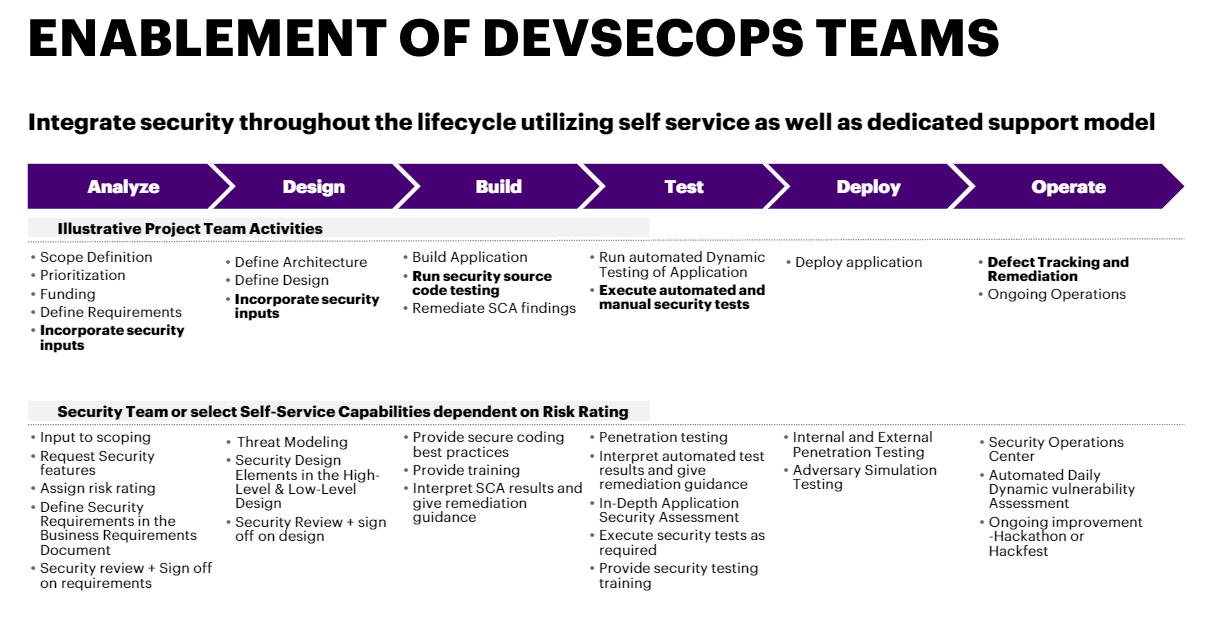 ENABLEMENT OF DEVSECOPS TEAMS
Integrate security throughout the lifecycle utilizing self service as well as dedicated support model
Analyze
Design
Build
Test
Deploy
Operate
Illustrative Project Team Activities
• Scope Definition
• Prioritization
• Funding
• Define Requirements
• Incorporate security
inputs
• Define Architecture
• Define Design
• Incorporate security
inputs
• Build Application
• Run security source
code testing
• Remediate SCA findings
• Run automated Dynamic
Testing of Application
• Execute automated and
manual security tests
• Deploy application
• Defect Tracking and
Remediation
• Ongoing Operations
Security Team or select Self-Service Capabilities dependent on Risk Rating
• Input to scoping
• Request Security
features
• Assign risk rating
• Define Security
Requirements in the
Business Requirements
Document
• Security review + Sign off
on requirements
• Threat Modeling
• Security Design
Elements in the High-
Level & Low-Level
Design
• Security Review + sign
off on design
• Provide secure coding
best practices
• Provide training
• Interpret SCA results and
give remediation
guidance
• Penetration testing
• Interpret automated test
results and give
remediation guidance
• In-Depth Application
Security Assessment
• Execute security tests as
required
• Provide security testing
training
• Internal and External
Penetration Testing
• Adversary Simulation
Testing
• Security Operations
Center
• Automated Daily
Dynamic vulnerability
Assessment
• Ongoing improvement
-Hackathon or
Hackfest